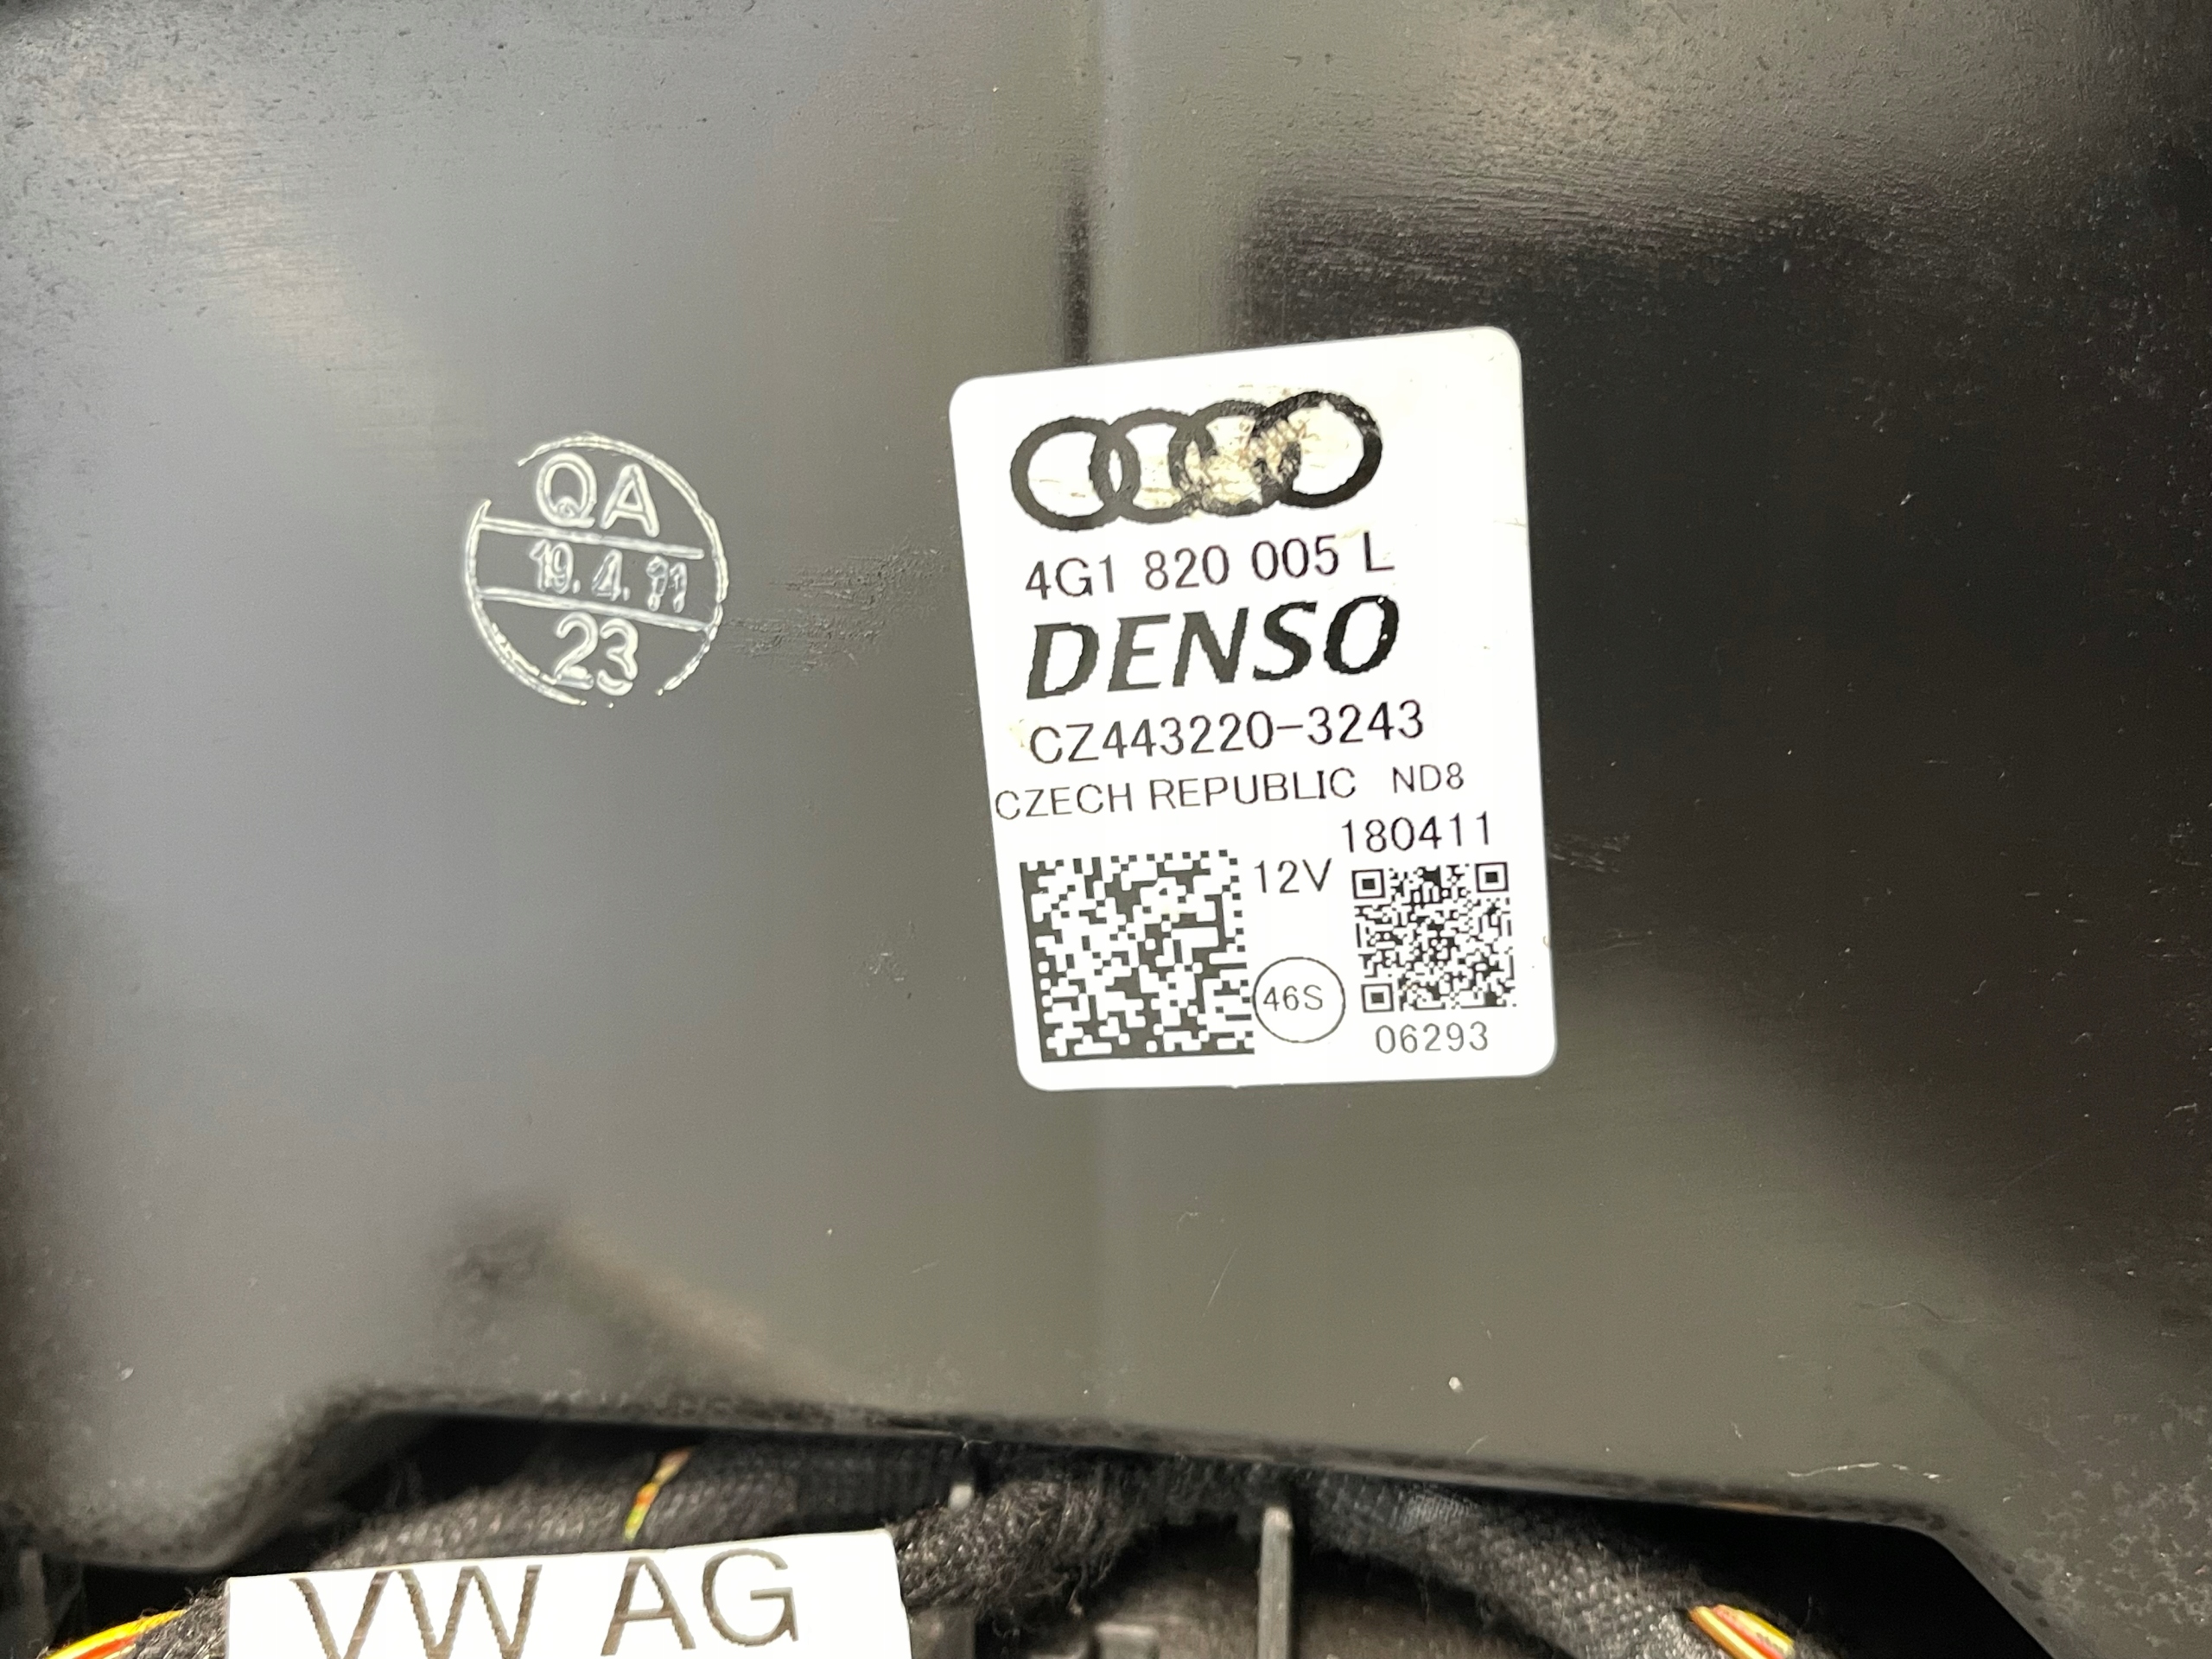 QA
19.4.11
23
4G1 820 005 L
DENSO
CZ443220-3243
CZECH REPUBLIC ND8
180411
12V
46S
06293
VW AG